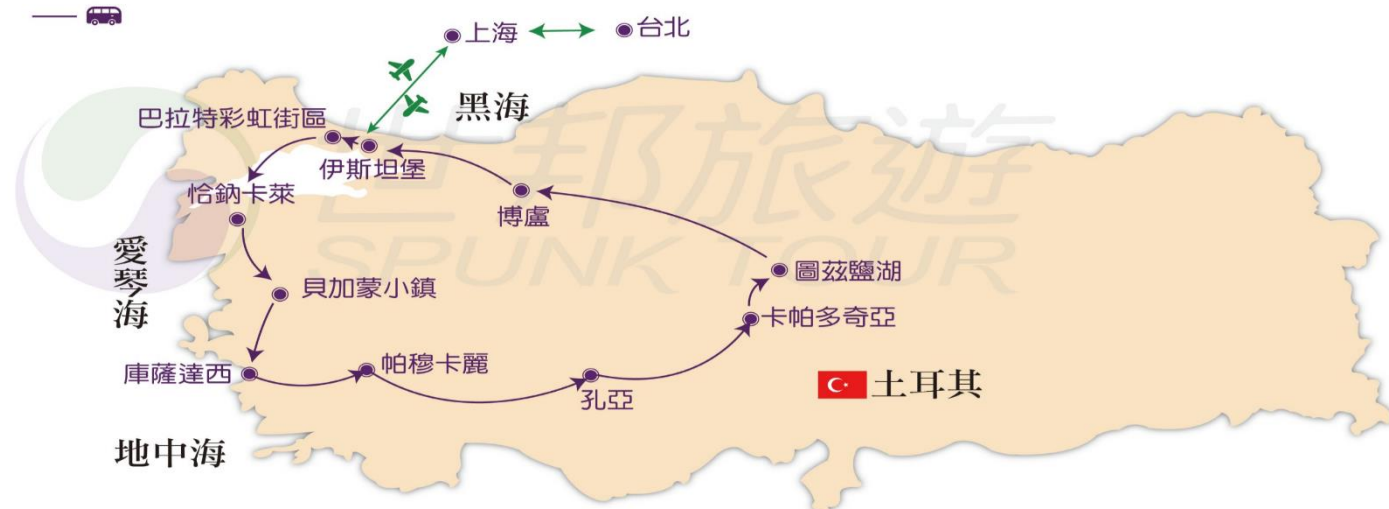 上海
台北
黑海
巴拉特彩虹街區
伊斯坦堡
恰鈉卡萊
博盧
世邦旅遊
SPUNK TOUR
愛琴海
圖茲鹽湖
貝加蒙小鎮
卡帕多奇亞
庫薩達西
帕穆卡麗
孔亞
土耳其
地中海